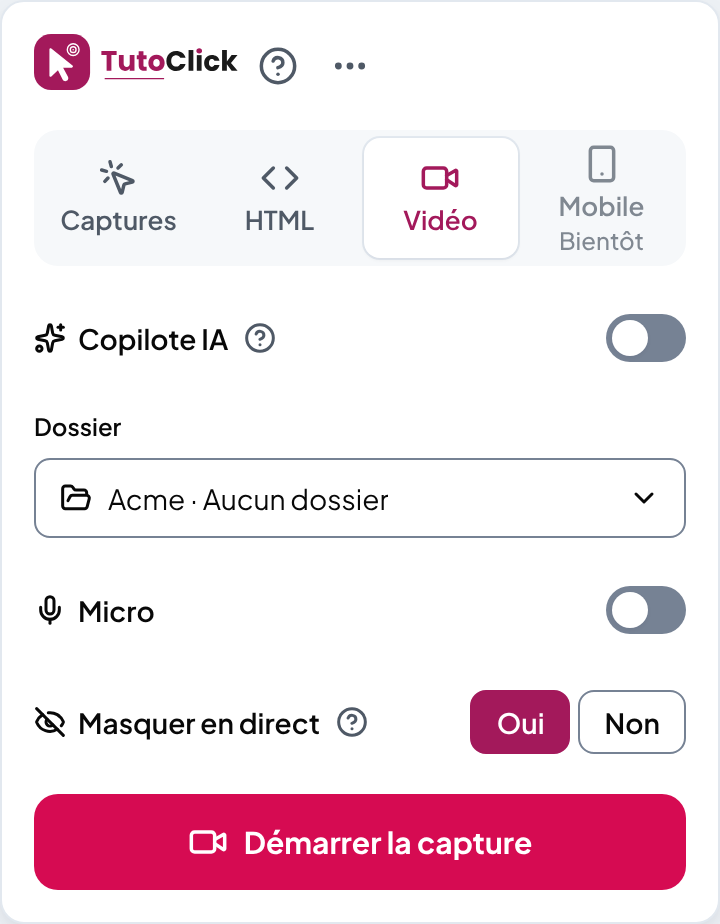 TutoClick
Captures
HTML
Vidéo
Mobile
Bientôt
Copilote IA
Dossier
Acme · Aucun dossier
Micro
Masquer en direct
Oui
Non
Démarrer la capture